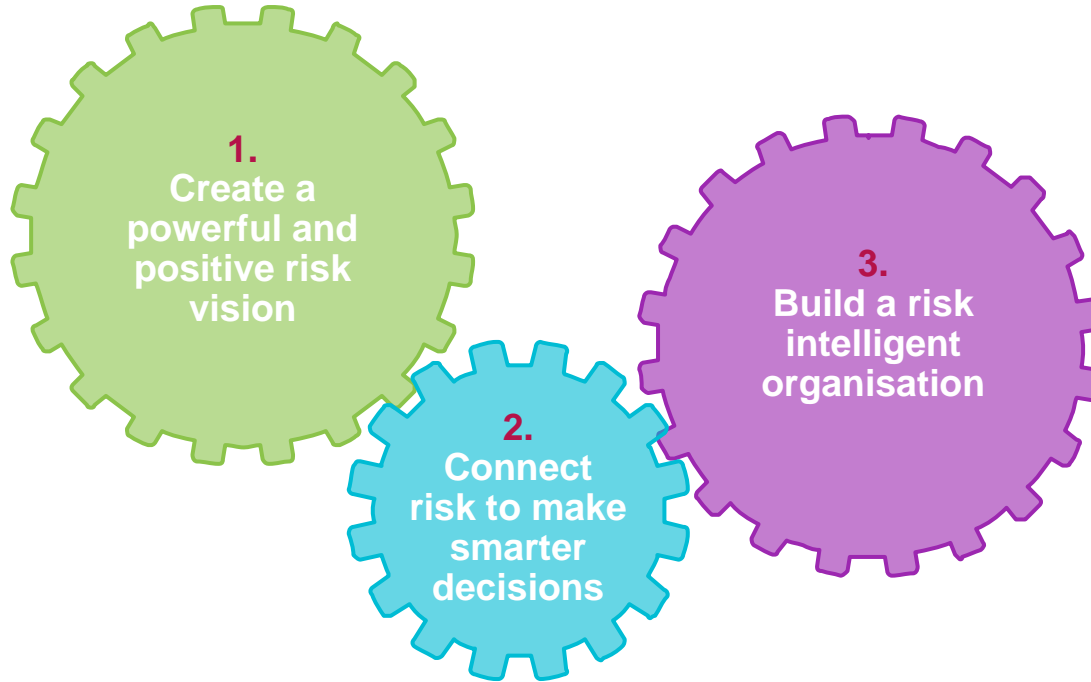 1.
Create a
powerful and
positive risk
vision
2.
Connect
risk to make
smarter
decisions
3.
Build a risk
intelligent
organisation